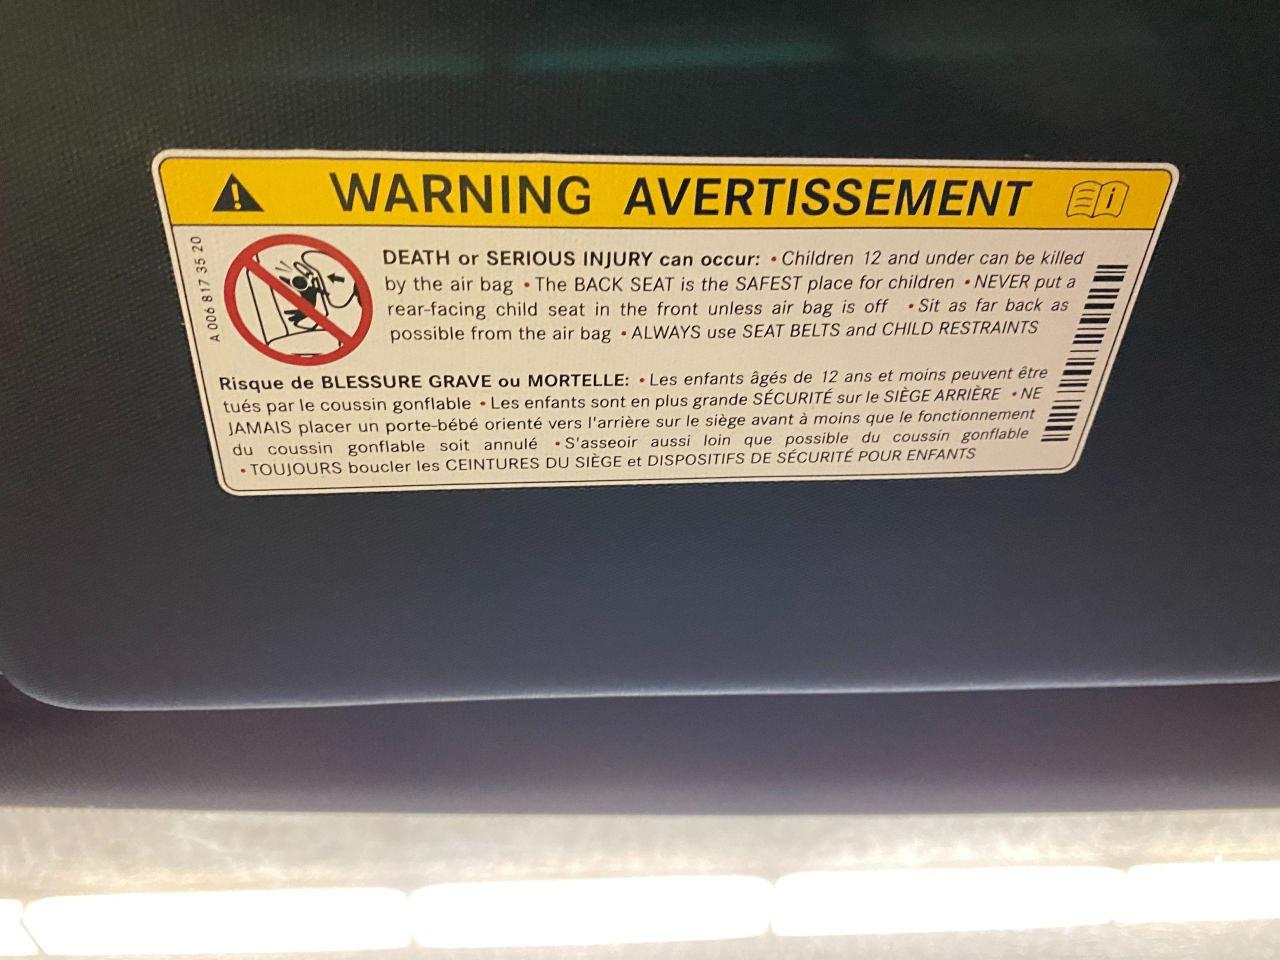 WARNING AVERTISSEMENT
A 006 817 35 20
DEATH or SERIOUS INJURY can occur: • Children 12 and under can be killed
by the air bag • The BACK SEAT is the SAFEST place for children • NEVER put a
rear-facing child seat in the front unless air bag is off • Sit as far back as
possible from the air bag • ALWAYS use SEAT BELTS and CHILD RESTRAINTS
Risque de BLESSURE GRAVE ou MORTELLE: • Les enfants âgés de 12 ans et moins peuvent être
tués par le coussin gonflable • Les enfants sont en plus grande SÉCURITÉ sur le SIÈGE ARRIÈRE • NE
JAMAIS placer un porte-bébé orienté vers l'arrière sur le siège avant à moins que le fonctionnement
du coussin gonflable soit annulé • S'asseoir aussi loin que possible du coussin gonflable
• TOUJOURS boucler les CEINTURES DU SIÈGE et DISPOSITIFS DE SÉCURITÉ POUR ENFANTS